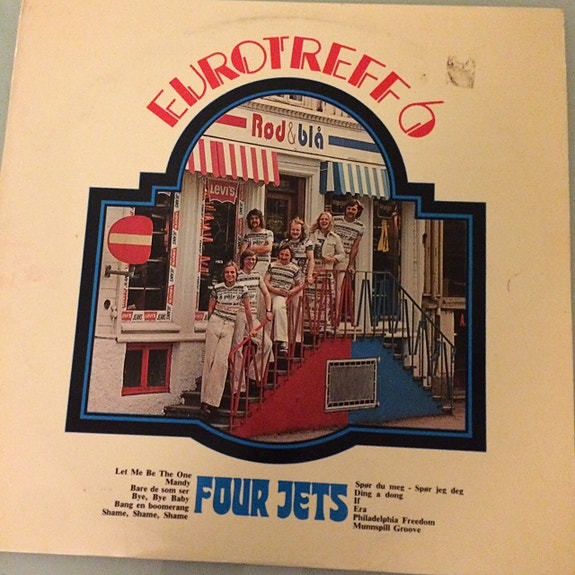 EUROTREFF 6
Rød & blå
LEVI'S
Let Me Be The One
Mandy
Bare de som ser
Bye, Bye Baby
Bang en boomerang
Shame, Shame, Shame
FOUR JETS
Spør du meg - Spør jeg deg
Ding a dong
If
Era
Philadelphia Freedom
Munnspill Groove